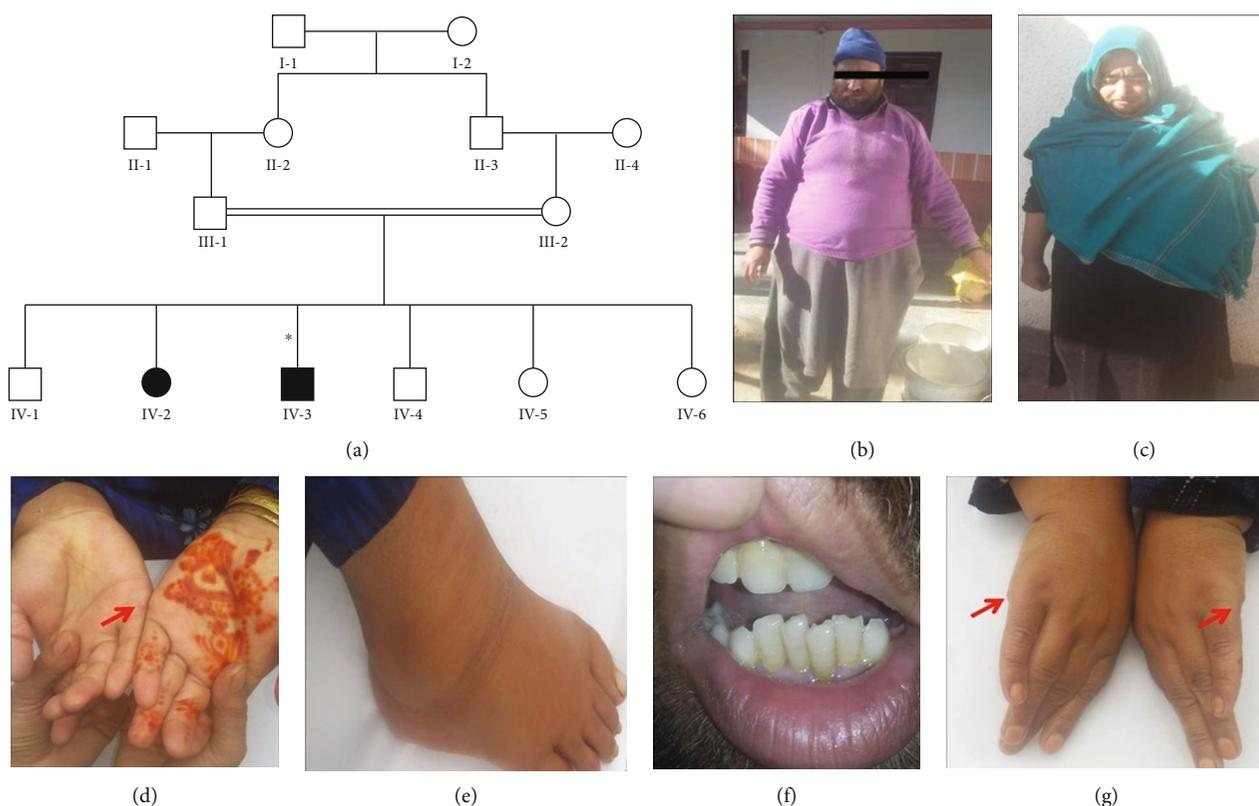 I-1 I-2
II-1 II-2 II-3 II-4
III-1 III-2
*
IV-1 IV-2 IV-3 IV-4 IV-5 IV-6
(a) (b) (c)
(d) (e) (f) (g)